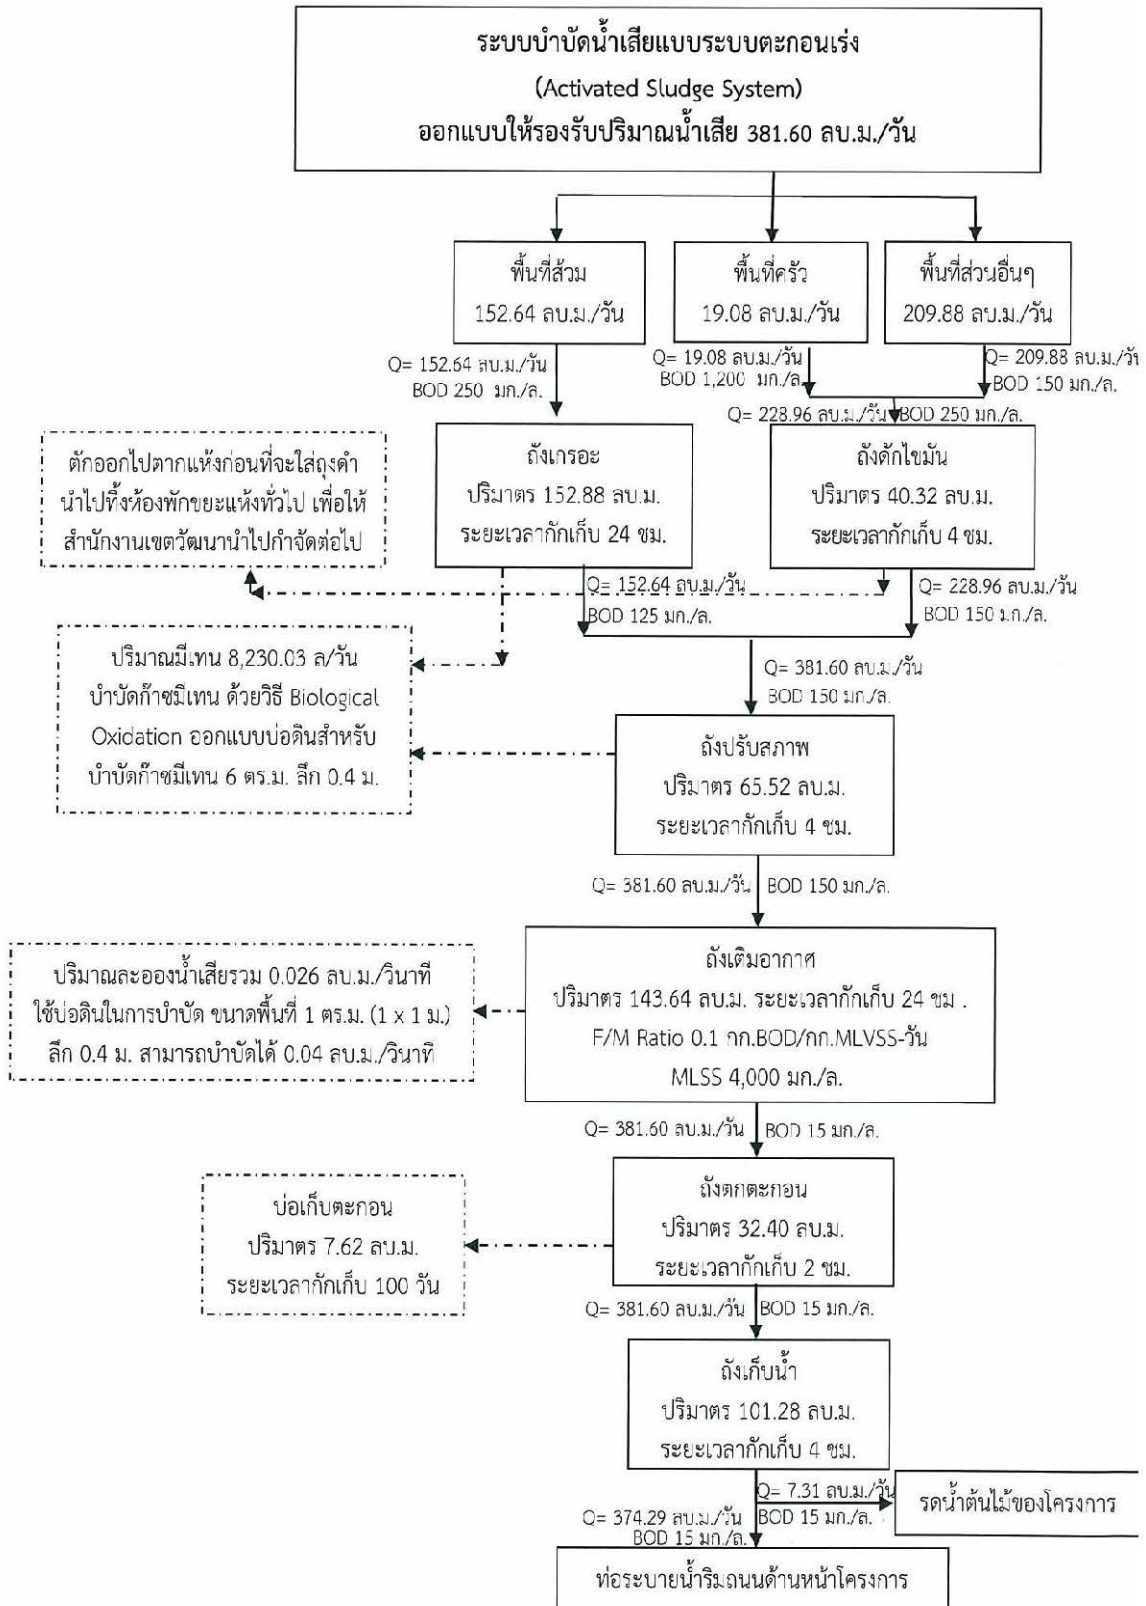 ระบบบำบัดน้ำเสียแบบระบบตะกอนเร่ง
(Activated Sludge System)
ออกแบบให้รองรับปริมาณน้ำเสีย 381.60 ลบ.ม./วัน
พื้นที่ส้วม
152.64 ลบ.ม./วัน
พื้นที่ครัว
19.08 ลบ.ม./วัน
พื้นที่ส่วนอื่นๆ
209.88 ลบ.ม./วัน
Q= 152.64 ลบ.ม./วัน
BOD 250 มก./ล.
Q= 19.08 ลบ.ม./วัน
BOD 1,200 มก./ล.
Q= 209.88 ลบ.ม./วัน
BOD 150 มก./ล.
Q= 228.96 ลบ.ม./วัน BOD 250 มก./ล.
ตักออกไปตากแห้งก่อนที่จะใส่ถุงดำ
นำไปทิ้งห้องพักขยะแห้งทั่วไป เพื่อให้
สำนักงานเขตวัฒนานำไปกำจัดต่อไป
ถังเกรอะ
ปริมาตร 152.88 ลบ.ม.
ระยะเวลากักเก็บ 24 ชม.
ถังดักไขมัน
ปริมาตร 40.32 ลบ.ม.
ระยะเวลากักเก็บ 4 ชม.
Q= 152.64 ลบ.ม./วัน
BOD 125 มก./ล.
Q= 228.96 ลบ.ม./วัน
BOD 150 มก./ล.
ปริมาณมีเทน 8,230.03 ล/วัน
บำบัดก๊าซมีเทน ด้วยวิธี Biological
Oxidation ออกแบบบ่อดินสำหรับ
บำบัดก๊าซมีเทน 6 ตร.ม. ลึก 0.4 ม.
Q= 381.60 ลบ.ม./วัน
BOD 150 มก./ล.
ถังปรับสภาพ
ปริมาตร 65.52 ลบ.ม.
ระยะเวลากักเก็บ 4 ชม.
Q= 381.60 ลบ.ม./วัน BOD 150 มก./ล.
ปริมาณละอองน้ำเสียรวม 0.026 ลบ.ม./วินาที
ใช้บ่อดินในการบำบัด ขนาดพื้นที่ 1 ตร.ม. (1 x 1 ม.)
ลึก 0.4 ม. สามารถบำบัดได้ 0.04 ลบ.ม./วินาที
ถังเติมอากาศ
ปริมาตร 143.64 ลบ.ม. ระยะเวลากักเก็บ 24 ชม .
F/M Ratio 0.1 กก.BOD/กก.MLVSS-วัน
MLSS 4,000 มก./ล.
Q= 381.60 ลบ.ม./วัน BOD 15 มก./ล.
บ่อเก็บตะกอน
ปริมาตร 7.62 ลบ.ม.
ระยะเวลากักเก็บ 100 วัน
ถังตกตะกอน
ปริมาตร 32.40 ลบ.ม.
ระยะเวลากักเก็บ 2 ชม.
Q= 381.60 ลบ.ม./วัน BOD 15 มก./ล.
ถังเก็บน้ำ
ปริมาตร 101.28 ลบ.ม.
ระยะเวลากักเก็บ 4 ชม.
Q= 7.31 ลบ.ม./วัน
BOD 15 มก./ล.
รดน้ำต้นไม้ของโครงการ
Q= 374.29 ลบ.ม./วัน
BOD 15 มก./ล.
ท่อระบายน้ำริมถนนด้านหน้าโครงการ